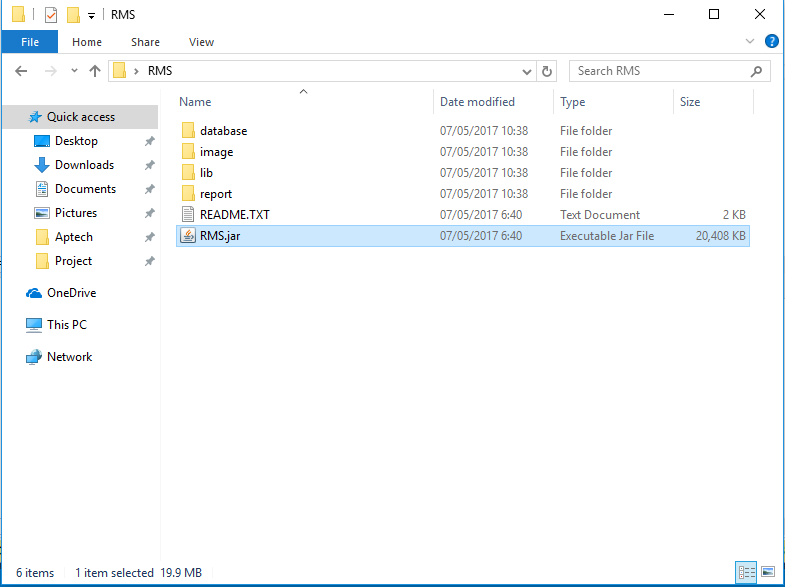 RMS
File Home Share View
RMS Search RMS
Name Date modified Type Size
Quick access
Desktop
Downloads
Documents
Pictures
Aptech
Project
OneDrive
This PC
Network
database 07/05/2017 10:38 File folder
image 07/05/2017 10:38 File folder
lib 07/05/2017 10:38 File folder
report 07/05/2017 10:38 File folder
README.TXT 07/05/2017 6:40 Text Document 2 KB
RMS.jar 07/05/2017 6:40 Executable Jar File 20,408 KB
6 items 1 item selected 19.9 MB